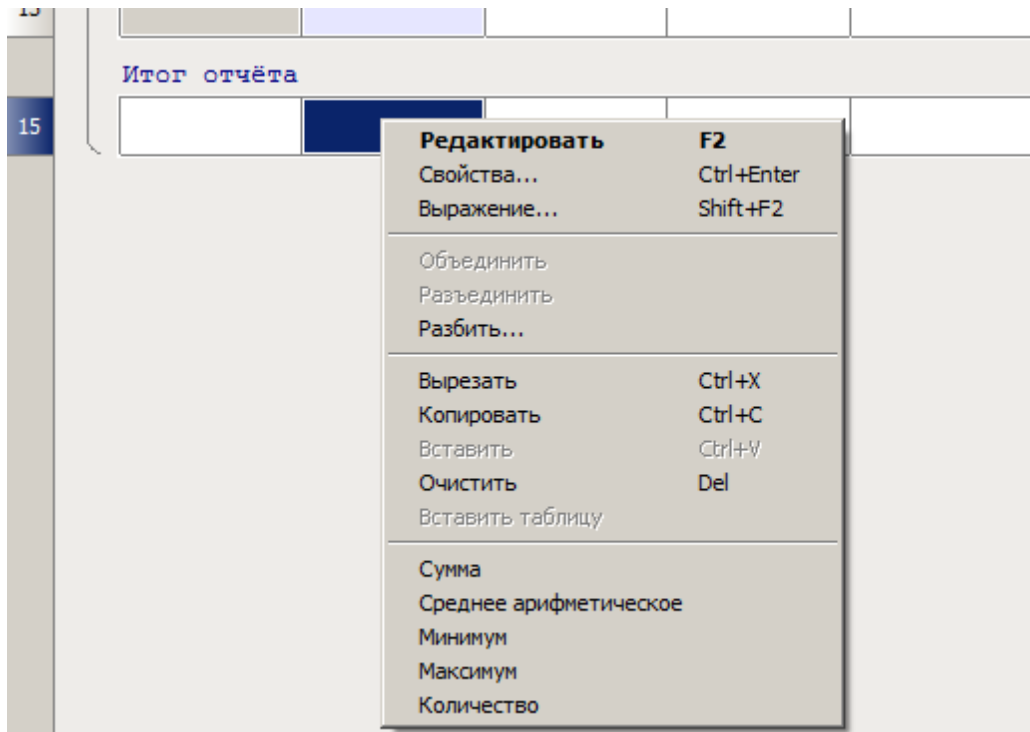 Итог отчёта
15
Редактировать F2
Свойства... Ctrl+Enter
Выражение... Shift+F2
Объединить
Разъединить
Разбить...
Вырезать Ctrl+X
Копировать Ctrl+C
Вставить Ctrl+V
Очистить Del
Вставить таблицу
Сумма
Среднее арифметическое
Минимум
Максимум
Количество